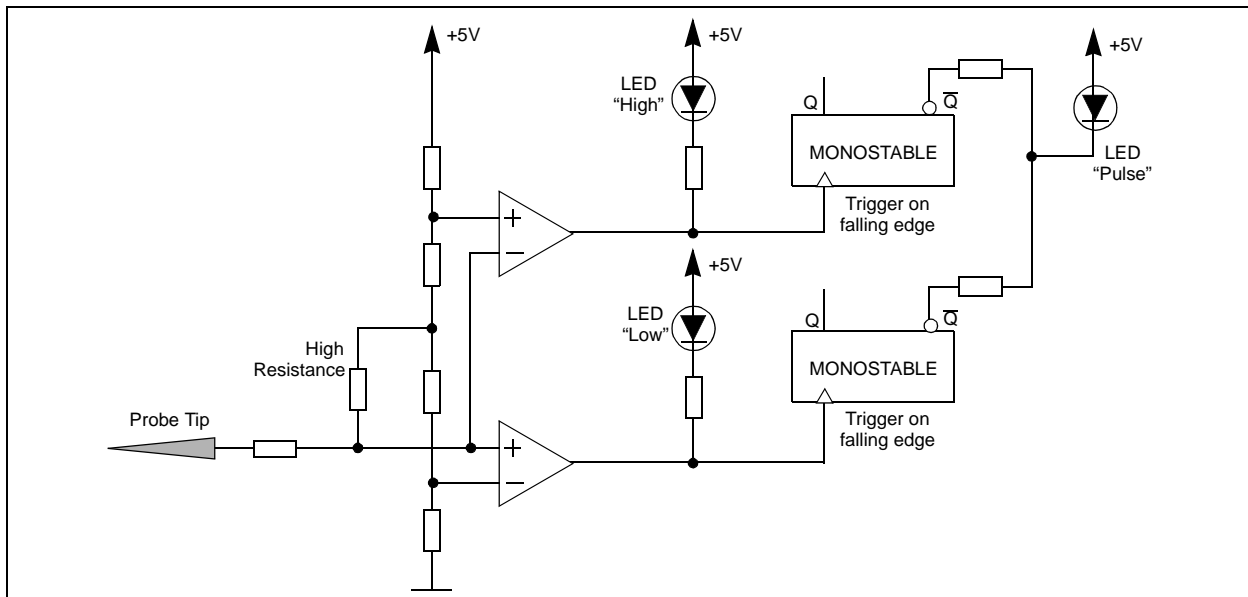 +5V
+5V
+5V
LED
“High”
Q
Q̅
MONOSTABLE
LED
“Pulse”
+
−
Trigger on
falling edge
+5V
LED
“Low”
Q
Q̅
High
Resistance
MONOSTABLE
Probe Tip
+
−
Trigger on
falling edge